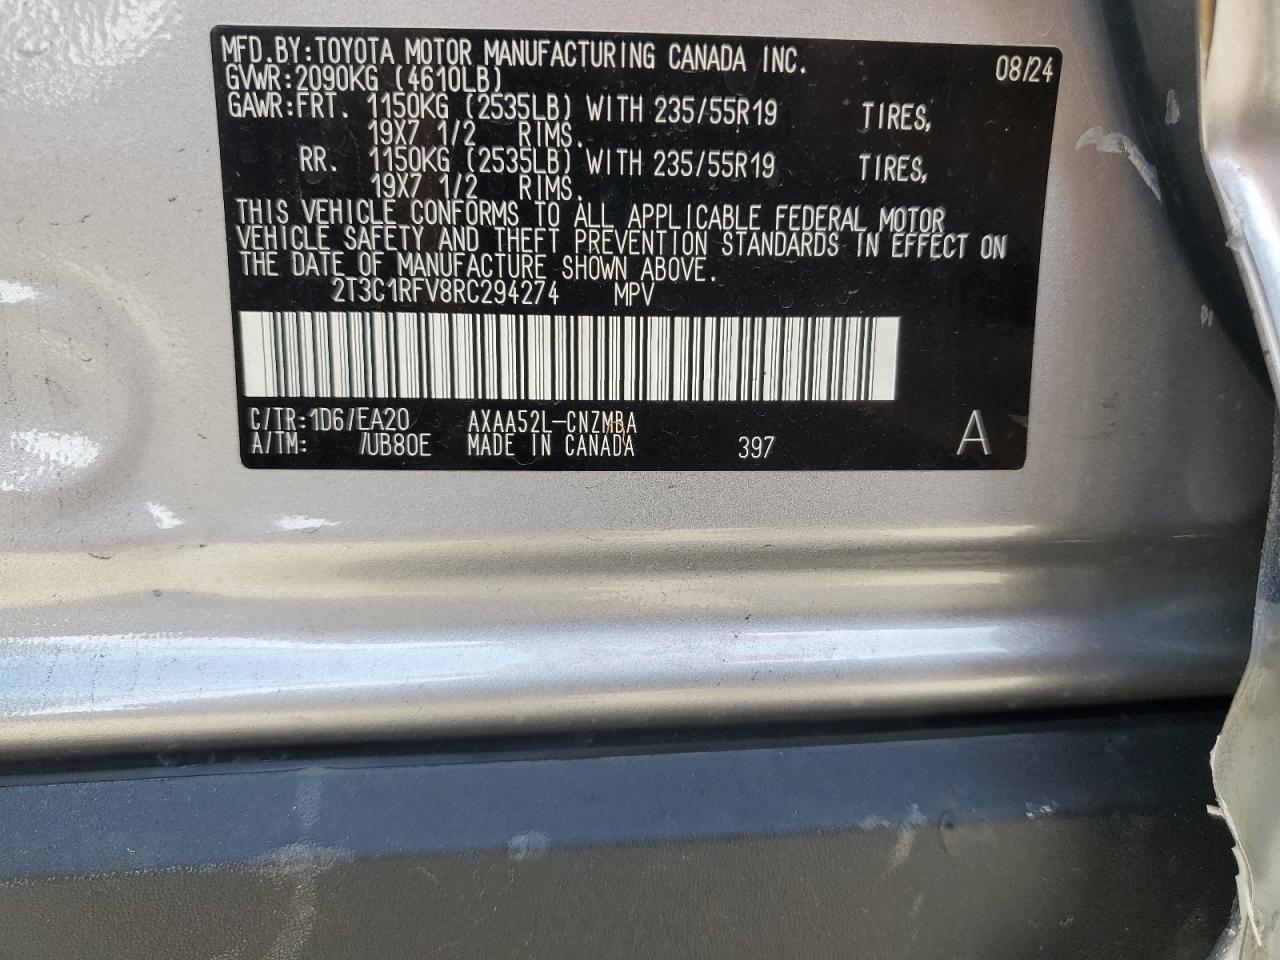 MFD.BY:TOYOTA MOTOR MANUFACTURING CANADA INC. 08/24
GVWR:2090KG (4610LB)
GAWR:FRT. 1150KG (2535LB) WITH 235/55R19 TIRES,
19X7 1/2 RIMS.
RR. 1150KG (2535LB) WITH 235/55R19 TIRES,
19X7 1/2 RIMS.
THIS VEHICLE CONFORMS TO ALL APPLICABLE FEDERAL MOTOR
VEHICLE SAFETY AND THEFT PREVENTION STANDARDS IN EFFECT ON
THE DATE OF MANUFACTURE SHOWN ABOVE.
2T3C1RFV8RC294274 MPV
C/TR:1D6/EA20 AXAA52L-CNZMBA
A/TM: /UB80E MADE IN CANADA 397 A